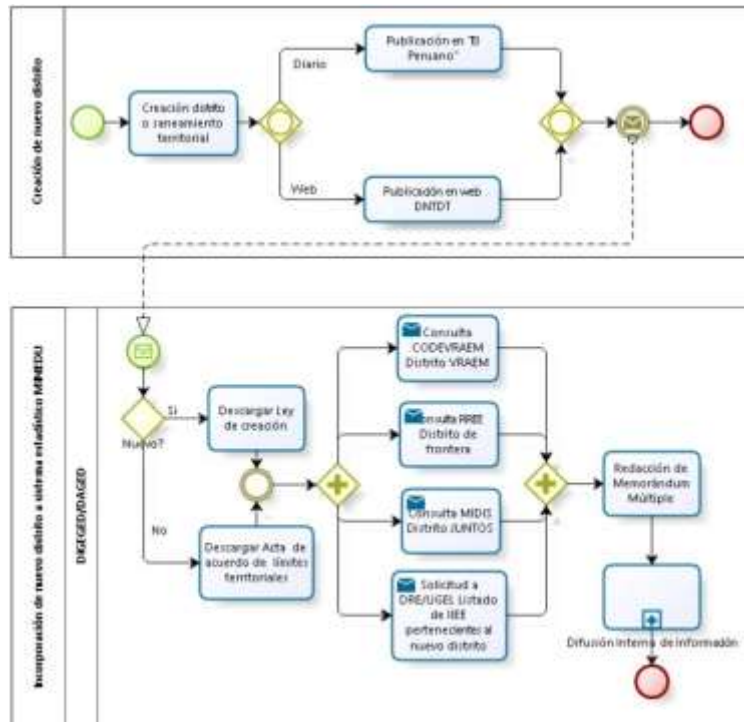 Creación de nuevo distrito
Creación distrito
o saneamiento
territorial
Diario
Web
Publicación en "El
Peruano"
Publicación en web
DNTDT
Incorporación de nuevo distrito a sistema estadístico MINEDU
DIGEGED/DAGED
Nuevo?
Si
No
Descargar Ley
de creación
Descargar Acta de
acuerdo de límites
territoriales
Consulta
CODEVRAEM
Distrito VRAEM
Consulta RREE
Distrito de
frontera
Consulta MIDIS
Distrito JUNTOS
Solicitud a
DRE/UGEL Listado
de IIEE
pertenecientes al
nuevo distrito
Redacción de
Memorándum
Múltiple
Difusión Interna de Información